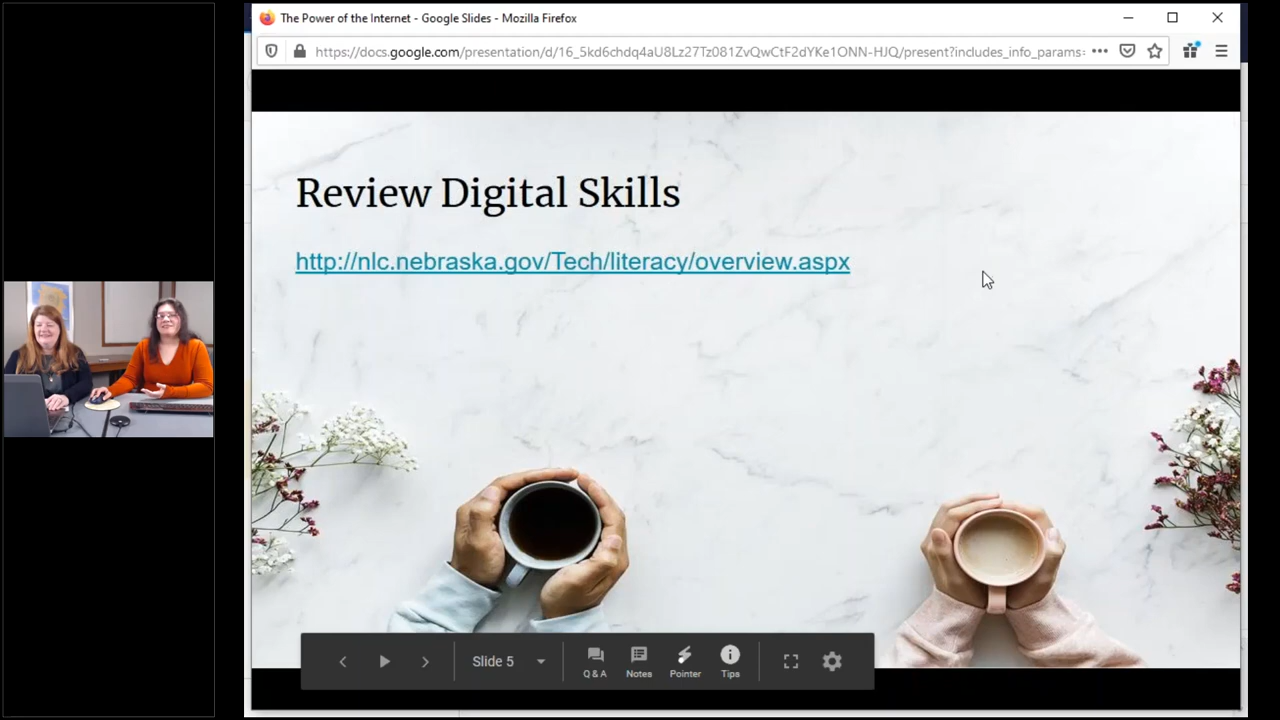 The Power of the Internet - Google Slides - Mozilla Firefox
https://docs.google.com/presentation/d/16_5kd6chdq4aU8Lz27Tz081ZvQwCtF2dYKe1ONN-HJQ/present?includes_info_params=
Review Digital Skills
http://nlc.nebraska.gov/Tech/literacy/overview.aspx
Slide 5
Q & A
Notes
Pointer
Tips